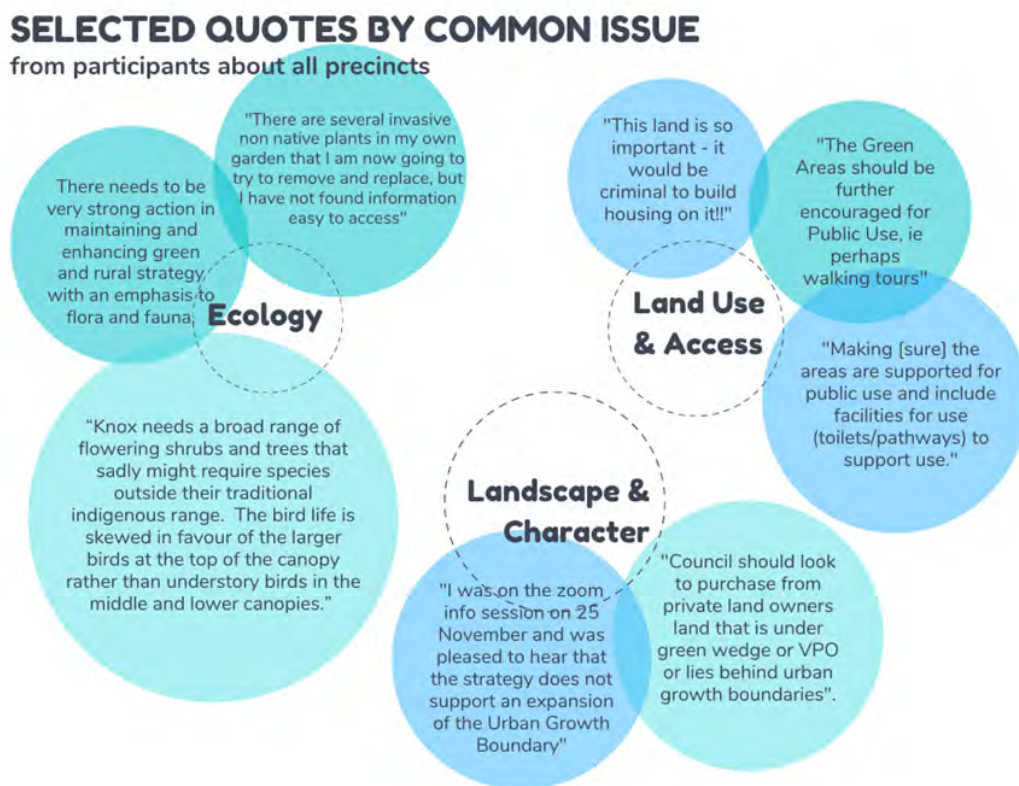 SELECTED QUOTES BY COMMON ISSUE
from participants about all precincts
"There are several invasive
non native plants in my own
garden that I am now going to
try to remove and replace, but
I have not found information
easy to access"
There needs to be
very strong action in
maintaining and
enhancing green
and rural strategy
with an emphasis to
flora and fauna.
Ecology
“Knox needs a broad range of
flowering shrubs and trees that
sadly might require species
outside their traditional
indigenous range. The bird life is
skewed in favour of the larger
birds at the top of the canopy
rather than understory birds in the
middle and lower canopies.”
"This land is so
important - it
would be
criminal to build
housing on it!!"
"The Green
Areas should be
further
encouraged for
Public Use, ie
perhaps
walking tours"
Land Use
& Access
"Making [sure] the
areas are supported for
public use and include
facilities for use
(toilets/pathways) to
support use."
Landscape &
Character
"I was on the zoom
info session on 25
November and was
pleased to hear that
the strategy does not
support an expansion
of the Urban Growth
Boundary"
"Council should look
to purchase from
private land owners
land that is under
green wedge or VPO
or lies behind urban
growth boundaries".